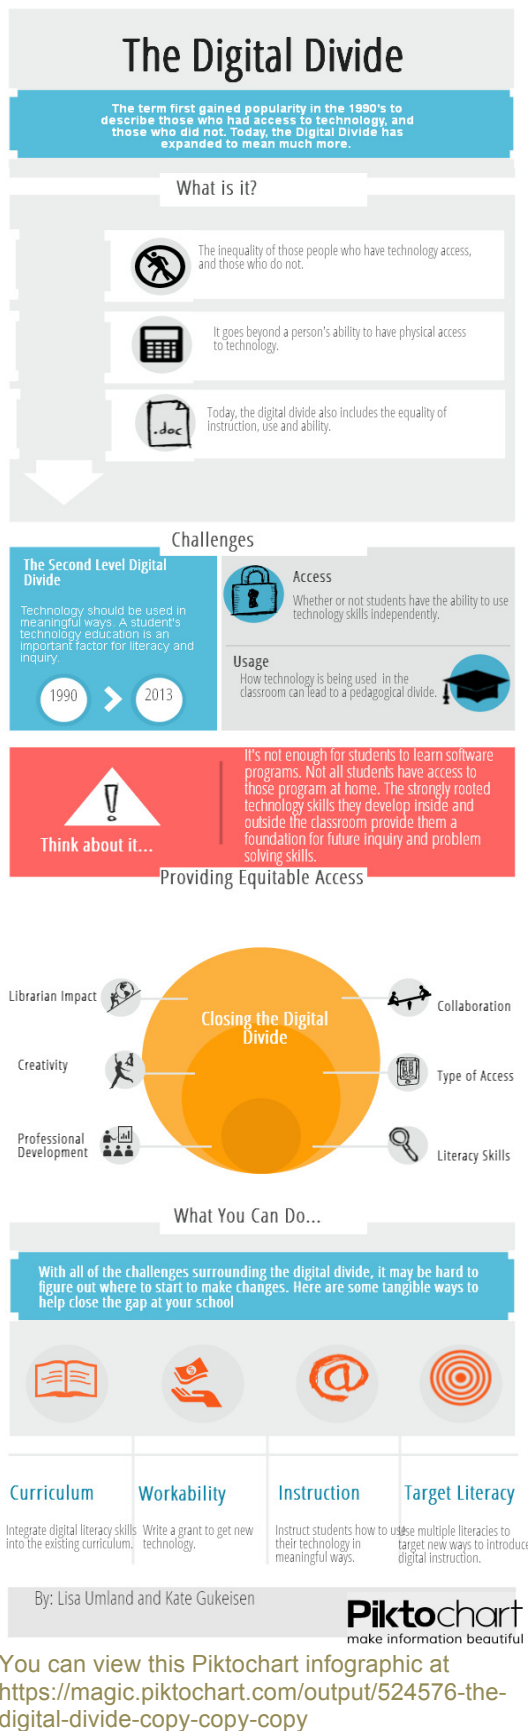 The Digital Divide
The term first gained popularity in the 1990's to
describe those who had access to technology, and
those who did not. Today, the Digital Divide has
expanded to mean much more.
What is it?
The inequality of those people who have technology access,
and those who do not.
It goes beyond a person's ability to have physical access
to technology.
.doc
Today, the digital divide also includes the equality of
instruction, use and ability.
Challenges
The Second Level Digital
Divide
Technology should be used in
meaningful ways. A student's
technology education is an
important factor for literacy and
inquiry.
1990
2013
Access
Whether or not students have the ability to use
technology skills independently.
Usage
How technology is being used in the
classroom can lead to a pedagogical divide.
Think about it...
It's not enough for students to learn software
programs. Not all students have access to
those program at home. The strongly rooted
technology skills they develop inside and
outside the classroom provide them a
foundation for future inquiry and problem
solving skills.
Providing Equitable Access
Closing the Digital
Divide
Librarian Impact
Creativity
Professional
Development
Collaboration
Type of Access
Literacy Skills
What You Can Do...
With all of the challenges surrounding the digital divide, it may be hard to
figure out where to start to make changes. Here are some tangible ways to
help close the gap at your school
Curriculum
Integrate digital literacy skills
into the existing curriculum.
Workability
Write a grant to get new
technology.
Instruction
Instruct students how to use
their technology in
meaningful ways.
Target Literacy
Use multiple literacies to
target new ways to introduce
digital instruction.
By: Lisa Umland and Kate Gukeisen
Piktochart
make information beautiful
You can view this Piktochart infographic at
https://magic.piktochart.com/output/524576-the-
digital-divide-copy-copy-copy